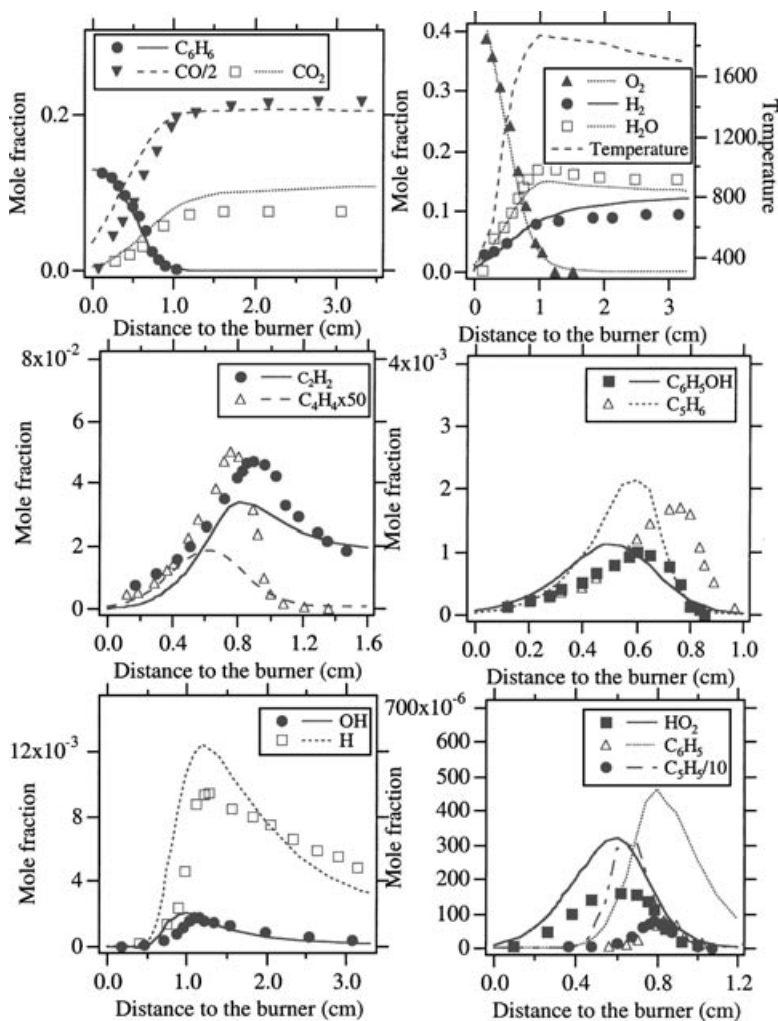 0.2
0.0
Mole fraction
C6H6
CO/2
CO2
0.0
1.0
2.0
3.0
Distance to the burner (cm)
0.4
0.3
0.2
0.1
0.0
Mole fraction
O2
H2
H2O
Temperature
1600
1200
800
400
Temperature
0
1
2
3
Distance to the burner (cm)
8x10-2
6
4
2
0
Mole fraction
C2H2
C4H4x50
0.0
0.4
0.8
1.2
1.6
Distance to the burner (cm)
4x10-3
3
2
1
0
Mole fraction
C6H5OH
C5H6
0.0
0.2
0.4
0.6
0.8
1.0
Distance to the burner (cm)
12x10-3
8
4
0
Mole fraction
OH
H
0.0
1.0
2.0
3.0
Distance to the burner (cm)
700x10-6
600
500
400
300
200
100
0
Mole fraction
HO2
C6H5
C5H5/10
0.0
0.4
0.8
1.2
Distance to the burner (cm)